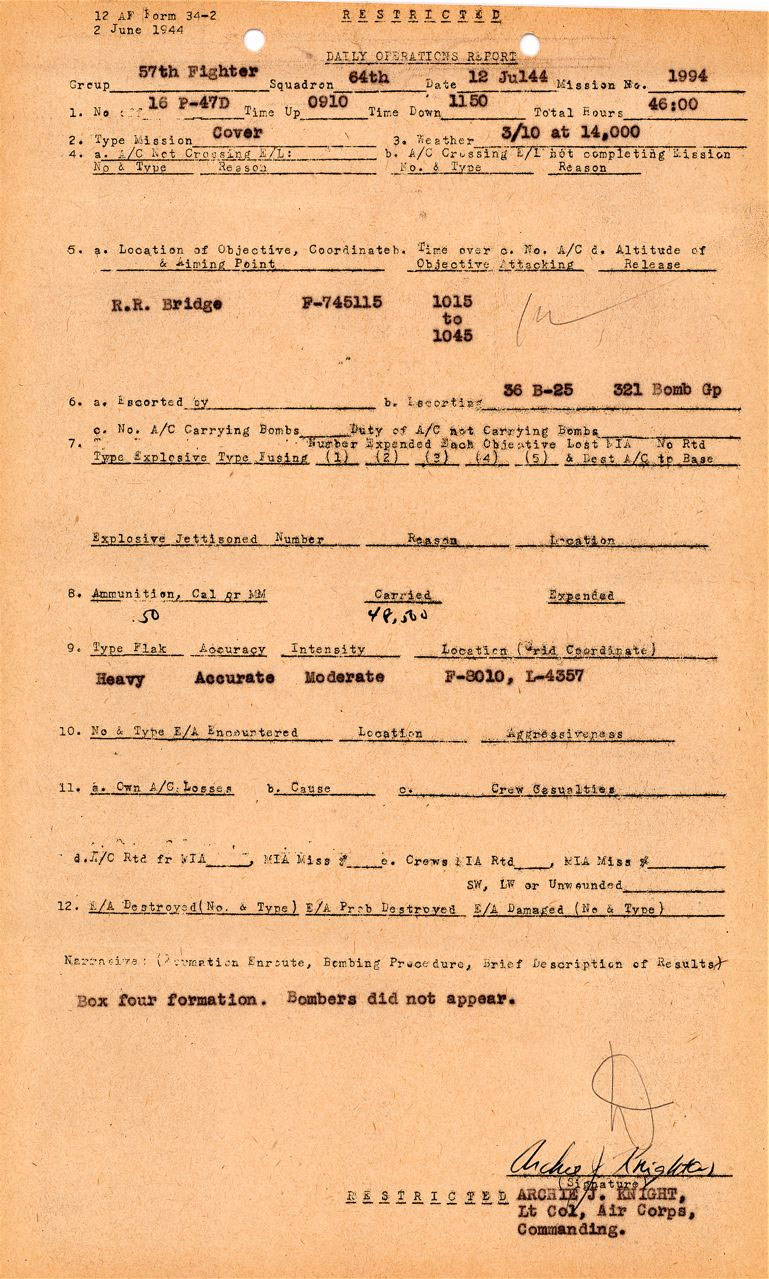 12 AF Form 34-2
2 June 1944
RESTRICTED
DAILY OPERATIONS REPORT
Group 57th Fighter Squadron 64th Date 12 Jul44 Mission No. 1994
1. No 16 P-47D Time Up 0910 Time Down 1150 Total Hours 46:00
2. Type Mission Cover 3. Weather 3/10 at 14,000
4. a. A/C Not Crossing E/L: b. A/C Crossing E/L not completing Mission
No & Type Reason No. & Type Reason
5. a. Location of Objective, Coordinate b. Time over c. No. A/C d. Altitude of
& Aiming Point Objective Attacking Release
R.R. Bridge F-745115 1015
to
1045
6. a. Escorted by b. Escorting 36 B-25 321 Bomb Gp
c. No. A/C Carrying Bombs Duty of A/C not Carrying Bombs
7. Number Expended Each Objective Lost MIA No Rtd
Type Explosive Type Fusing (1) (2) (3) (4) (5) & Dest A/C to Base
Explosive Jettisoned Number Reason Location
8. Ammunition, Cal or MM Carried Expended
.50 48,500
9. Type Flak Accuracy Intensity Location (Grid Coordinate)
Heavy Accurate Moderate F-8010, L-4357
10. No & Type E/A Encountered Location Aggressiveness
11. a. Own A/C Losses b. Cause c. Crew Casualties
d. A/C Rtd fr MIA , MIA Miss # e. Crews MIA Rtd , MIA Miss #
SW, LW or Unwounded
12. E/A Destroyed (No. & Type) E/A Prob Destroyed E/A Damaged (No & Type)
Narrative: (Formation Enroute, Bombing Procedure, Brief Description of Results)
Box four formation. Bombers did not appear.
Archie J Knight
(Signature)
RESTRICTED ARCHIE J. KNIGHT,
Lt Col, Air Corps,
Commanding.